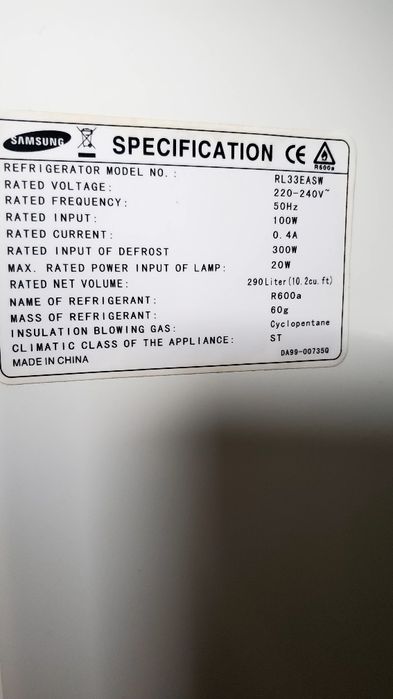 SAMSUNG SPECIFICATION CE
R600a
REFRIGERATOR MODEL NO.: RL33EASW
RATED VOLTAGE: 220-240V~
RATED FREQUENCY: 50Hz
RATED INPUT: 100W
RATED CURRENT: 0.4A
RATED INPUT OF DEFROST 300W
MAX. RATED POWER INPUT OF LAMP: 20W
RATED NET VOLUME: 290Liter(10.2cu.ft)
NAME OF REFRIGERANT: R600a
MASS OF REFRIGERANT: 60g
INSULATION BLOWING GAS: Cyclopentane
CLIMATIC CLASS OF THE APPLIANCE: ST
MADE IN CHINA DA99-00735Q